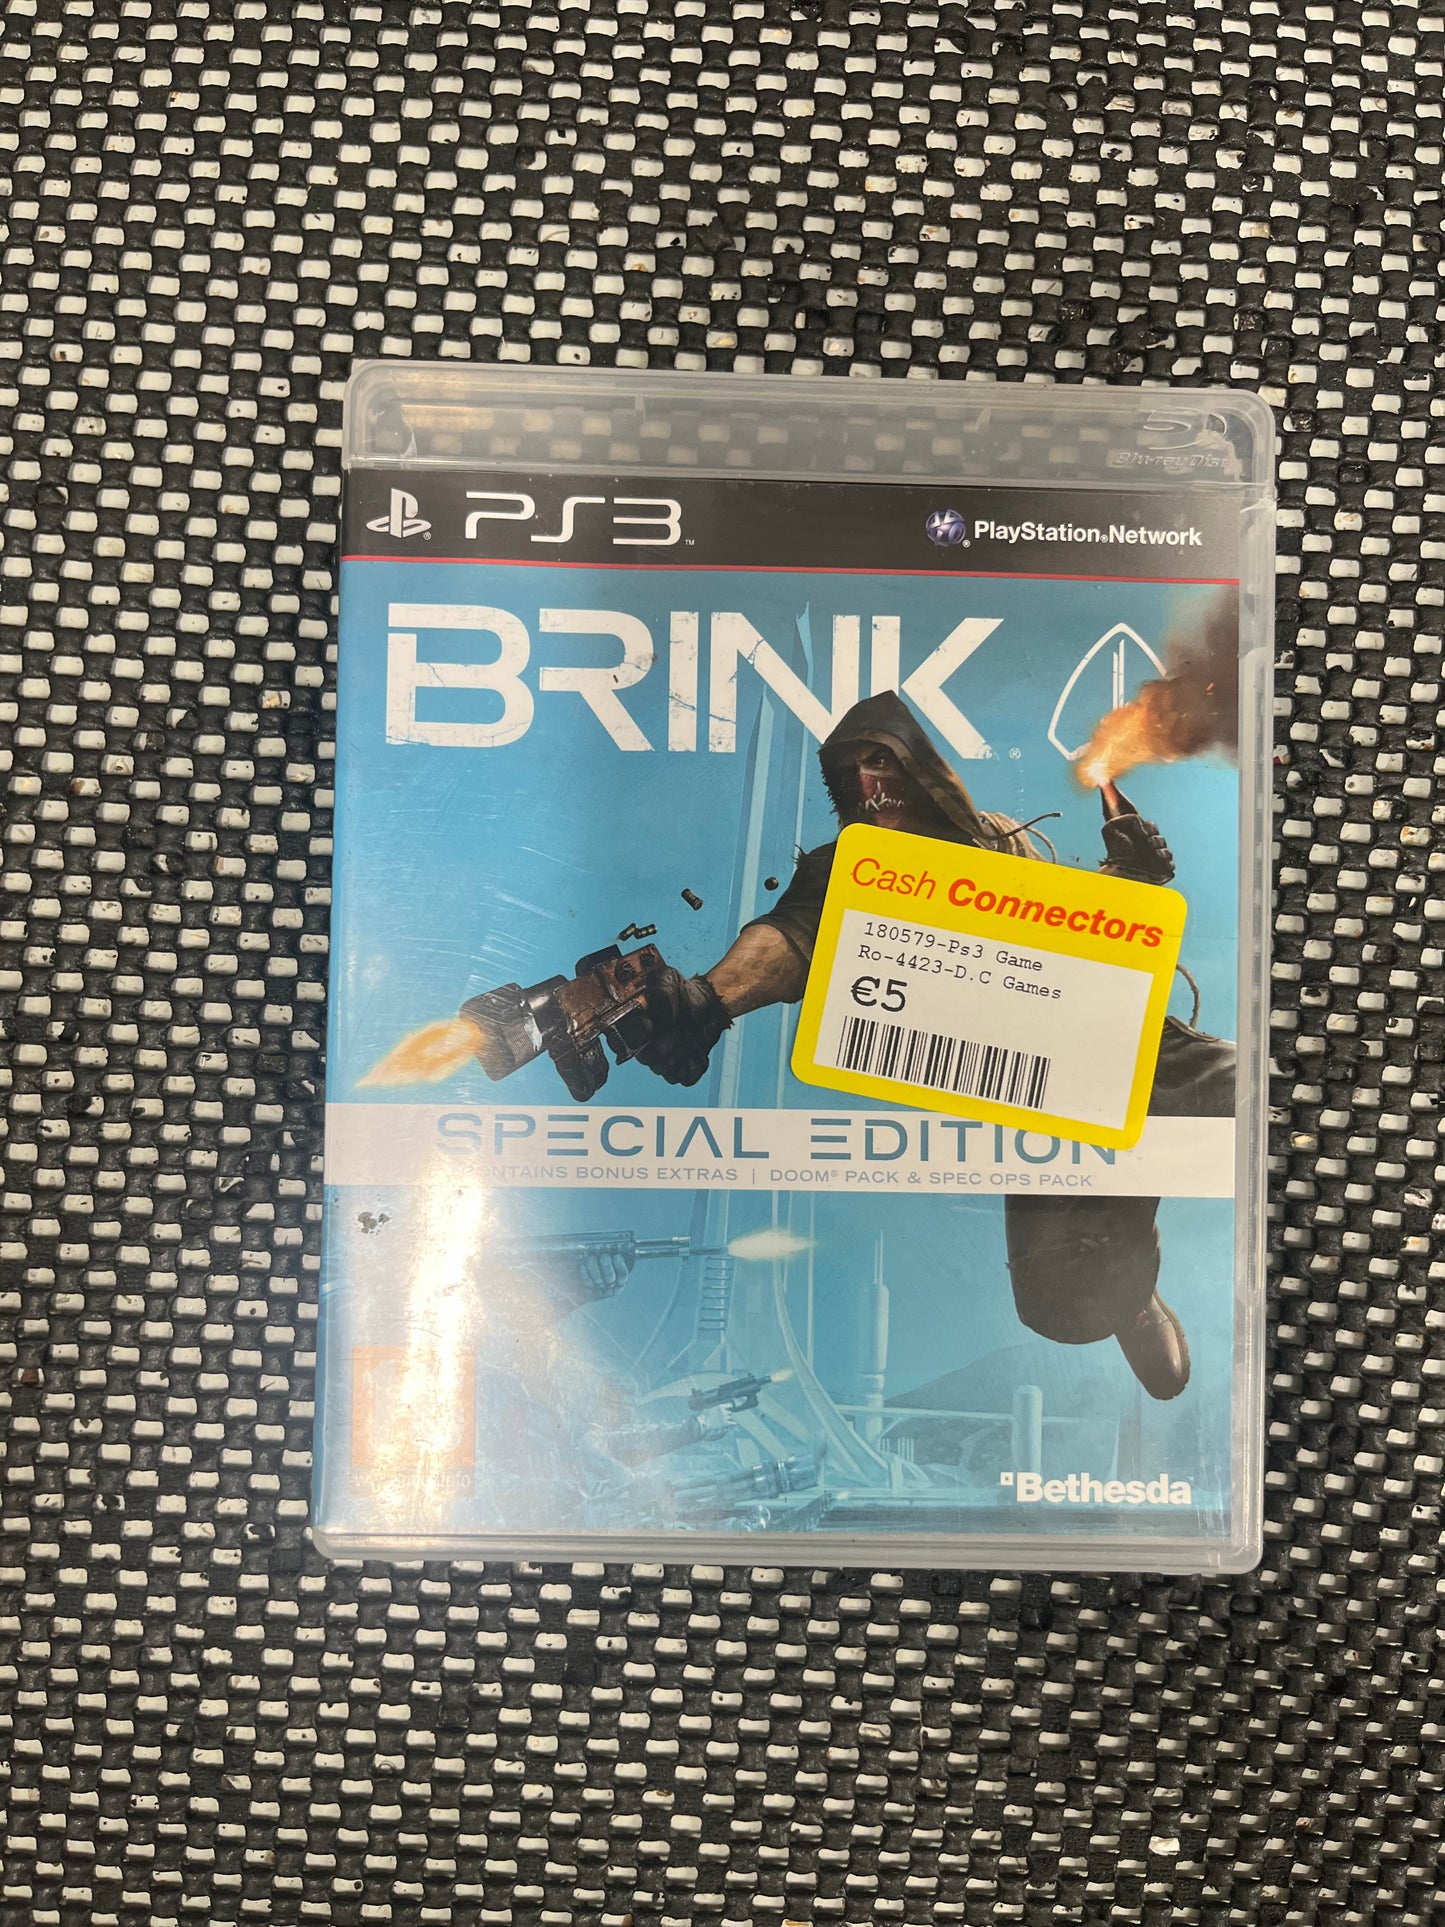 Blu-ray Disc
PS3™
PlayStation®Network
BRINK®
Cash Connectors
180579-Ps3 Game
Ro-4423-D.C Games
€5
SPECIAL EDITION
CONTAINS BONUS EXTRAS | DOOM® PACK & SPEC OPS PACK
Bethesda